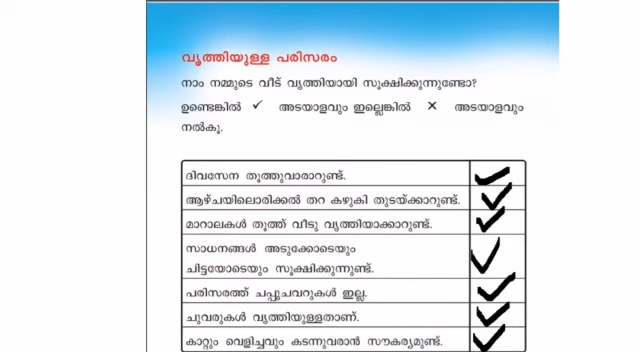 വൃത്തിയുള്ള പരിസരം
നാം നമ്മുടെ വീട് വൃത്തിയായി സൂക്ഷിക്കുന്നുണ്ടോ?
ഉണ്ടെങ്കിൽ ✓ അടയാളവും ഇല്ലെങ്കിൽ × അടയാളവും
നൽകൂ.
ദിവസേന തൂത്തുവാരാറുണ്ട്. ✓
ആഴ്ചയിലൊരിക്കൽ തറ കഴുകി തുടയ്ക്കാറുണ്ട്. ✓
മാറാലകൾ തൂത്ത് വീടു വൃത്തിയാക്കാറുണ്ട്. ✓
സാധനങ്ങൾ അടുക്കോടെയും
ചിട്ടയോടെയും സൂക്ഷിക്കുന്നുണ്ട്. ✓
പരിസരത്ത് ചപ്പുചവറുകൾ ഇല്ല. ✓
ചുവരുകൾ വൃത്തിയുള്ളതാണ്. ✓
കാറ്റും വെളിച്ചവും കടന്നുവരാൻ സൗകര്യമുണ്ട്. ✓